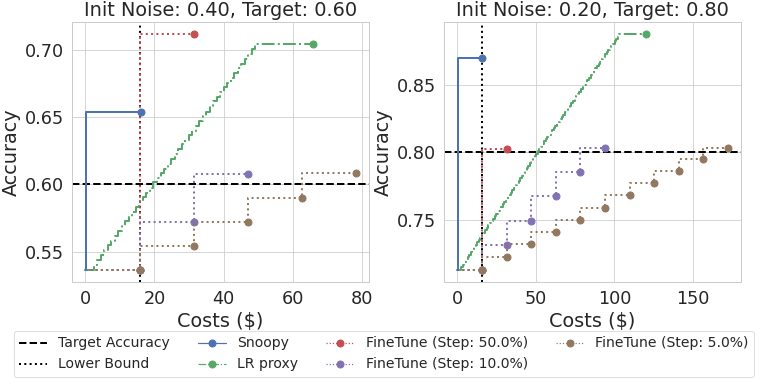 Init Noise: 0.40, Target: 0.60
Accuracy
0.70
0.65
0.60
0.55
0 20 40 60 80
Costs ($)
Init Noise: 0.20, Target: 0.80
Accuracy
0.85
0.80
0.75
0 50 100 150
Costs ($)
Target Accuracy Snoopy FineTune (Step: 50.0%) FineTune (Step: 5.0%)
Lower Bound LR proxy FineTune (Step: 10.0%)